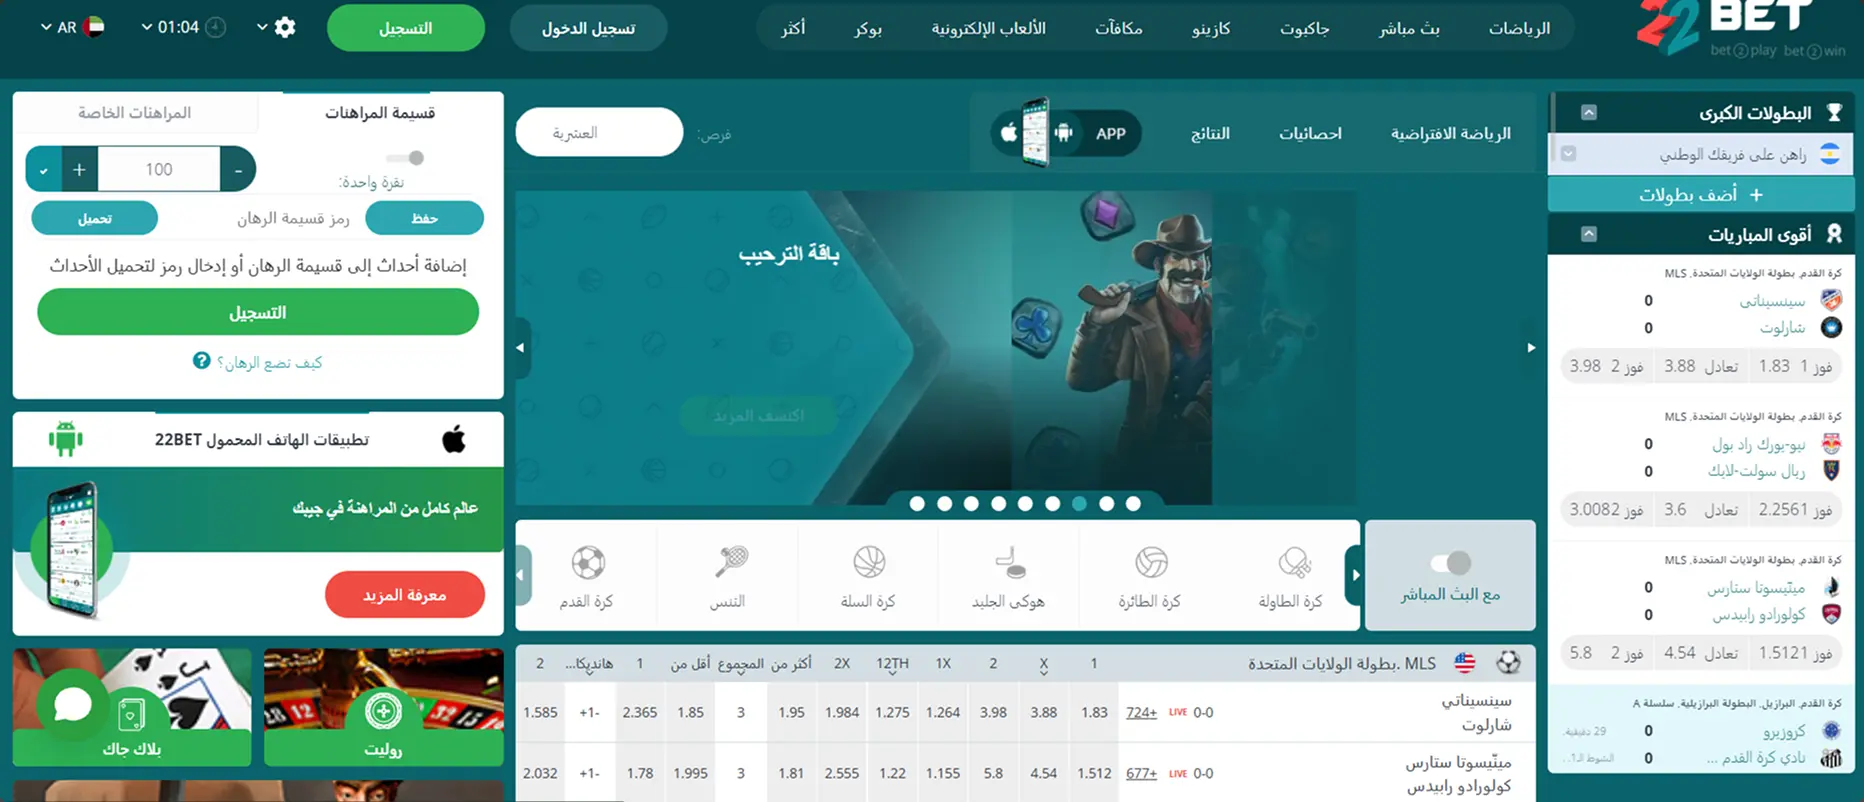 22 BET
bet 2 play bet 2 win
الرياضات
بث مباشر
جاكبوت
كازينو
مكافآت
الألعاب الإلكترونية
بوكر
أكثر
تسجيل الدخول
التسجيل
01:04
AR
البطولات الكبرى
راهن على فريقك الوطني
+ أضف بطولات
أقوى المباريات
كرة القدم. بطولة الولايات المتحدة. MLS
سينسيناتي 0
شارلوت 0
فوز 1 1.83 تعادل 3.88 فوز 2 3.98
كرة القدم. بطولة الولايات المتحدة. MLS
نيو-يورك راد بول 0
ريال سولت-لايك 0
فوز 2.2561 تعادل 3.6 فوز 3.0082
كرة القدم. بطولة الولايات المتحدة. MLS
مينّيسوتا ستارس 0
كولورادو رابيدس 0
فوز 1.5121 تعادل 4.54 فوز 2 5.8
كرة القدم. البرازيل. البطولة البرازيلية. سلسلة A
كروزيرو 0 29 دقيقية.
نادي كرة القدم ... 0 الشوط الـ1...
الرياضة الافتراضية
احصائيات
النتائج
APP
فرص:
العشرية
باقة الترحيب
اكتشف المزيد
مع البث المباشر
كرة الطاولة
كرة الطائرة
هوكي الجليد
كرة السلة
التنس
كرة القدم
MLS .بطولة الولايات المتحدة 1 X 2 1X 12TH 2X أكثر من المجموع أقل من 1 هانديكا... 2
سينسيناتي
شارلوت
0-0 LIVE 724+ 1.83 3.88 3.98 1.264 1.275 1.984 1.95 3 1.85 2.365 +1- 1.585
مينّيسوتا ستارس
كولورادو رابيدس
0-0 LIVE 677+ 1.512 4.54 5.8 1.155 1.22 2.555 1.81 3 1.995 1.78 +1- 2.032
قسيمة المراهنات
المراهنات الخاصة
نقرة واحدة:
- 100 +
حفظ
رمز قسيمة الرهان
تحميل
إضافة أحداث إلى قسيمة الرهان أو إدخال رمز لتحميل الأحداث
التسجيل
كيف تضع الرهان؟ ?
تطبيقات الهاتف المحمول 22BET
عالم كامل من المراهنة في جيبك
معرفة المزيد
روليت
بلاك جاك